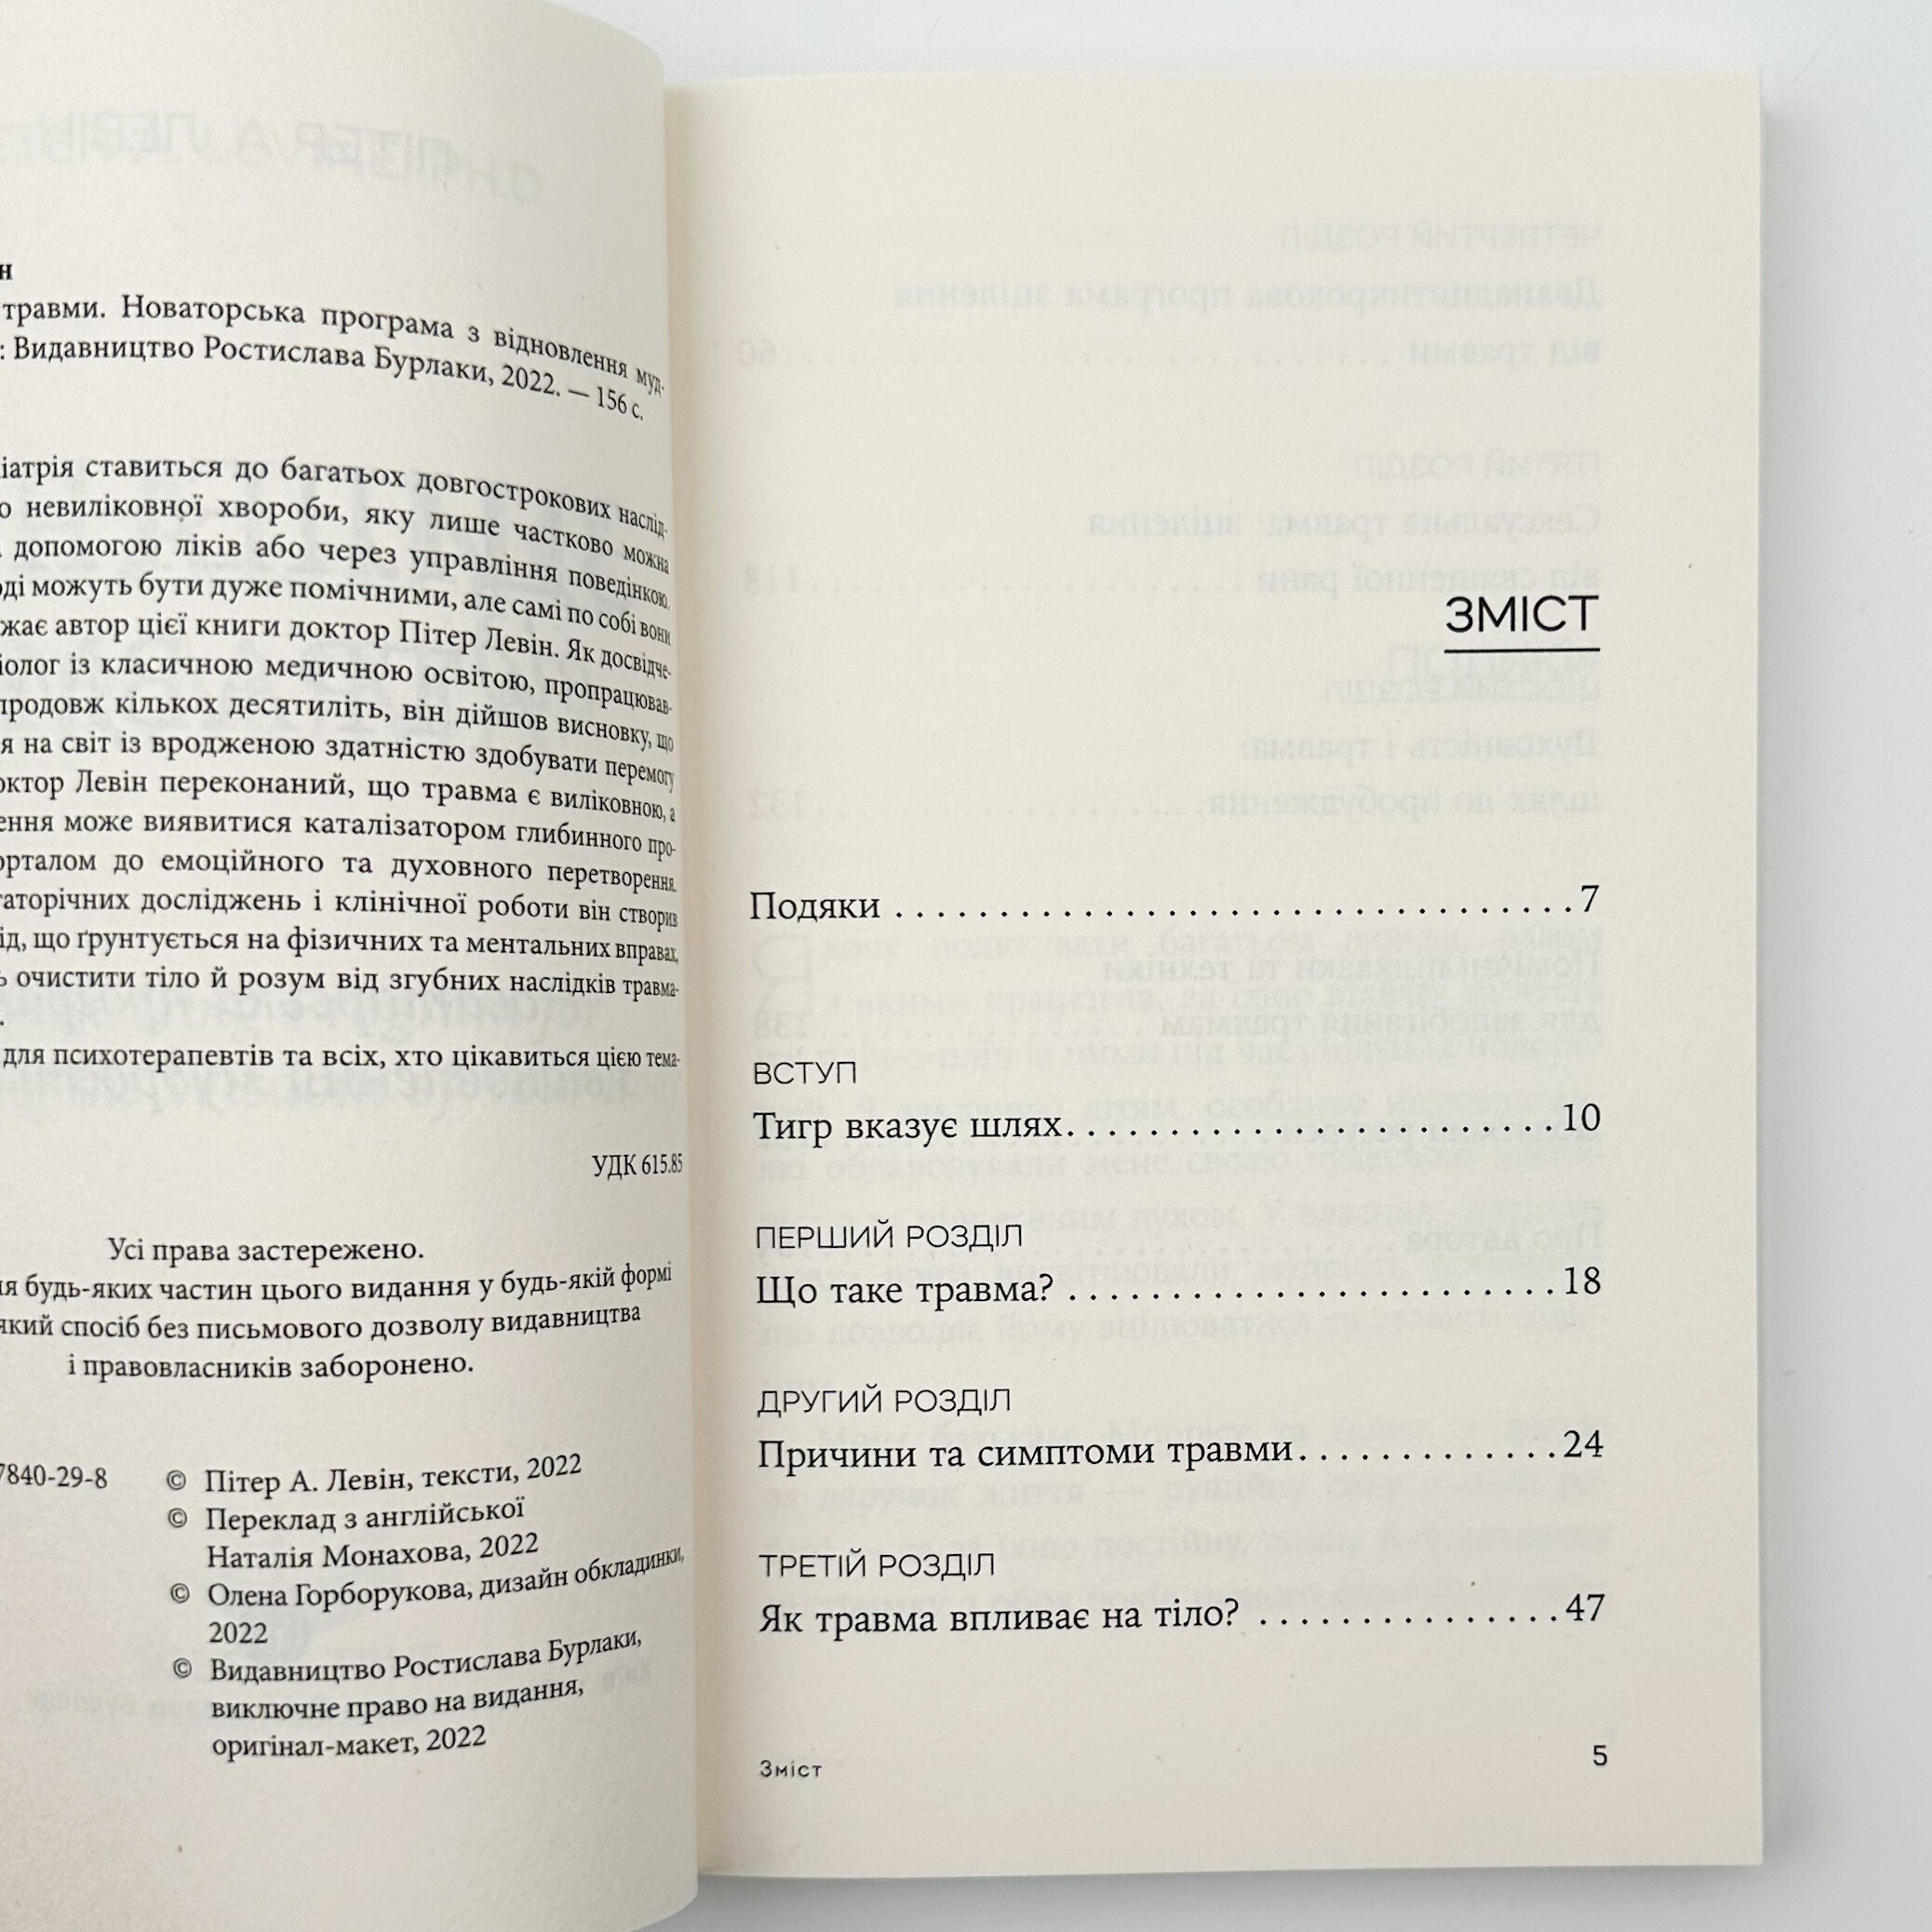 н
травми. Новаторська програма з відновлення муд-
: Видавництво Ростислава Бурлаки, 2022. — 156 с.
іатрія ставиться до багатьох довгострокових наслід-
о невиліковної хвороби, яку лише частково можна
допомогою ліків або через управління поведінкою.
оді можуть бути дуже помічними, але самі по собі вони
жає автор цієї книги доктор Пітер Левін. Як досвідче-
іолог із класичною медичною освітою, пропрацював-
продовж кількох десятиліть, він дійшов висновку, що
я на світ із вродженою здатністю здобувати перемогу
октор Левін переконаний, що травма є виліковною, а
ення може виявитися каталізатором глибинного про-
орталом до емоційного та духовного перетворення.
гаторічних досліджень і клінічної роботи він створив
ід, що ґрунтується на фізичних та ментальних вправах,
ь очистити тіло й розум від згубних наслідків травма-
.
для психотерапевтів та всіх, хто цікавиться цією тема-
УДК 615.85
Усі права застережено.
ня будь-яких частин цього видання у будь-якій формі
який спосіб без письмового дозволу видавництва
і правовласників заборонено.
7840-29-8
© Пітер А. Левін, тексти, 2022
© Переклад з англійської
Наталія Монахова, 2022
© Олена Горборукова, дизайн обкладинки,
2022
© Видавництво Ростислава Бурлаки,
виключне право на видання,
оригінал-макет, 2022
ЗМІСТ
Подяки . . . . . . . . . . . . . . . . . . . . . . . . . . . . . . . . . 7
ВСТУП
Тигр вказує шлях. . . . . . . . . . . . . . . . . . . . . . . . . 10
ПЕРШИЙ РОЗДІЛ
Що таке травма? . . . . . . . . . . . . . . . . . . . . . . . . . 18
ДРУГИЙ РОЗДІЛ
Причини та симптоми травми. . . . . . . . . . . . . . 24
ТРЕТІЙ РОЗДІЛ
Як травма впливає на тіло? . . . . . . . . . . . . . . . 47
Зміст
5